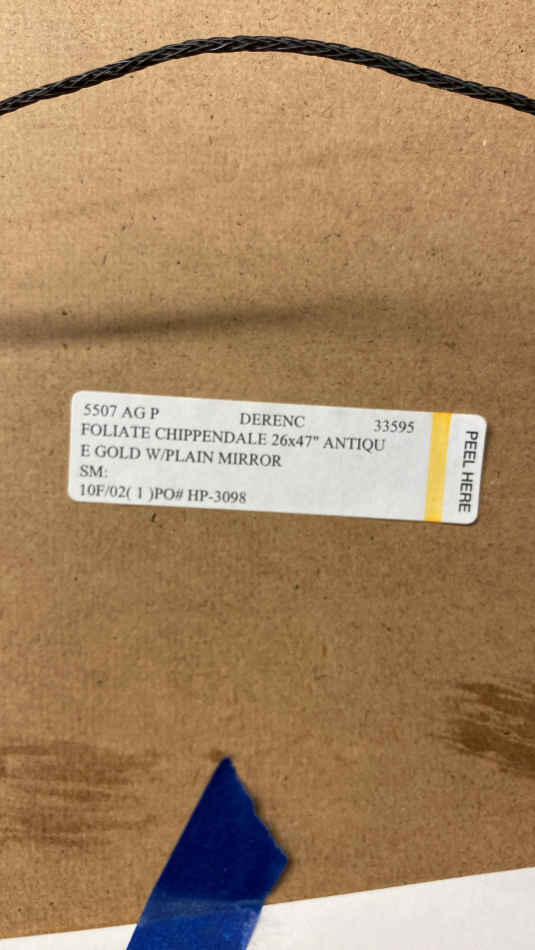 5507 AG P DERENC 33595
FOLIATE CHIPPENDALE 26x47" ANTIQU
E GOLD W/PLAIN MIRROR
SM:
10F/02( 1 )PO# HP-3098
PEEL HERE